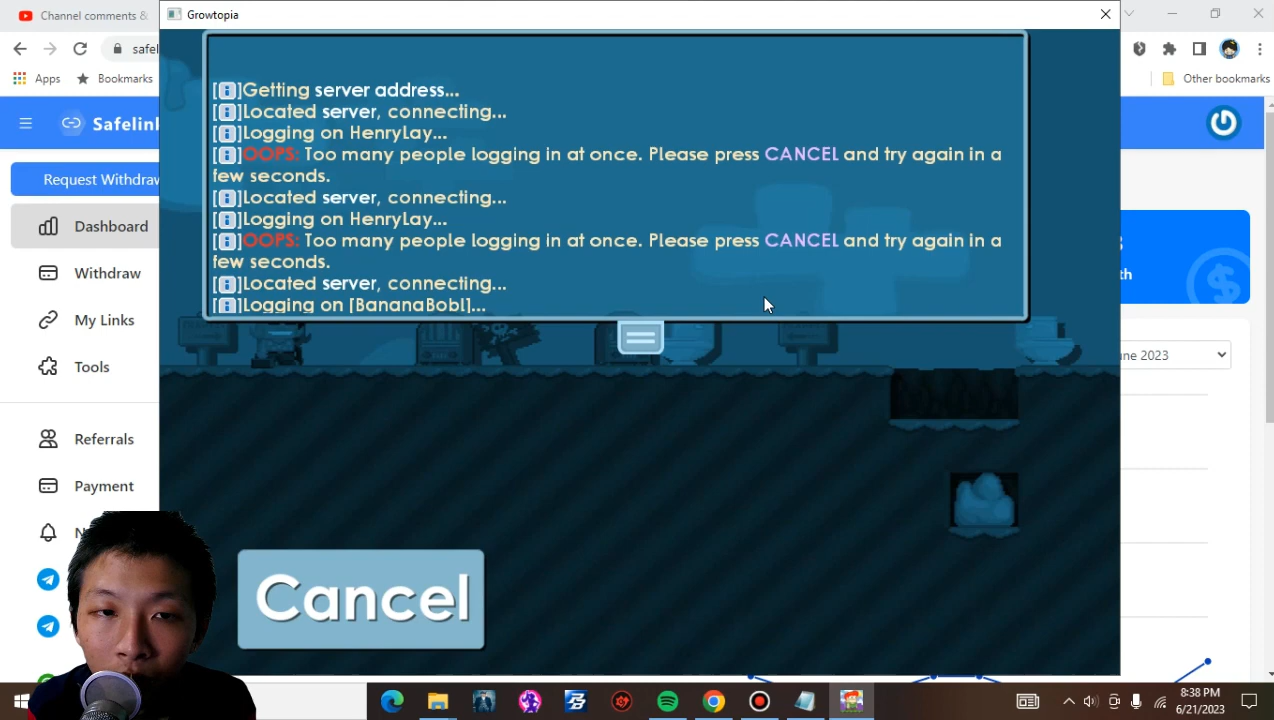 Channel comments &
Growtopia
safel
Apps
Bookmarks
Other bookmarks
Safelink
Request Withdraw
Dashboard
Withdraw
My Links
Tools
Referrals
Payment
[i]Getting server address...
[i]Located server, connecting...
[i]Logging on HenryLay...
[i]OOPS: Too many people logging in at once. Please press CANCEL and try again in a
few seconds.
[i]Located server, connecting...
[i]Logging on HenryLay...
[i]OOPS: Too many people logging in at once. Please press CANCEL and try again in a
few seconds.
[i]Located server, connecting...
[i]Logging on [BananaBob[]...
Cancel
th
une 2023
8:38 PM
6/21/2023